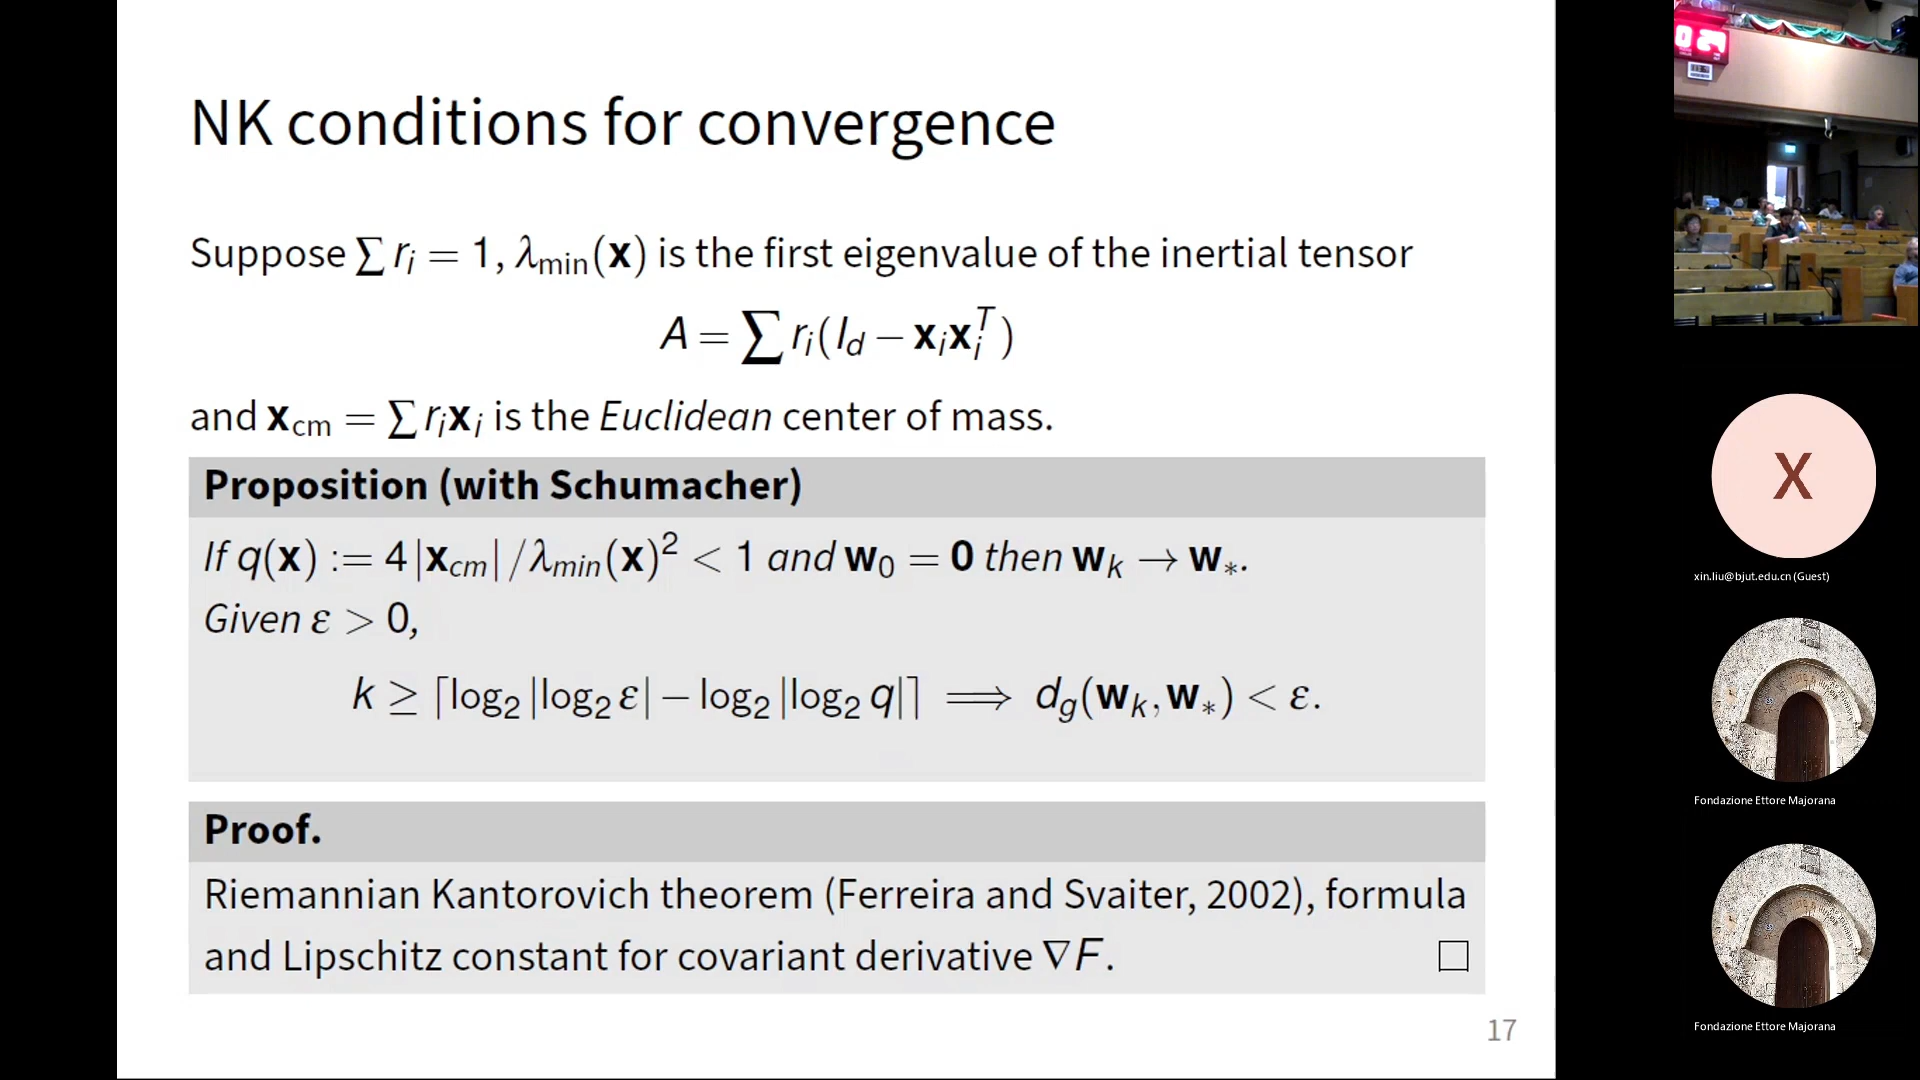 NK conditions for convergence
Suppose ∑ rᵢ = 1, λ_min(𝐱) is the first eigenvalue of the inertial tensor
A = ∑ rᵢ(I_d − 𝐱ᵢ𝐱ᵢᵀ)
and 𝐱_cm = ∑ rᵢ𝐱ᵢ is the Euclidean center of mass.
Proposition (with Schumacher)
If q(𝐱) := 4|𝐱_cm|/λ_min(𝐱)² < 1 and 𝐰₀ = 𝟎 then 𝐰_k → 𝐰_*.
Given ε > 0,
k ≥ ⌈log₂|log₂ ε| − log₂|log₂ q|⌉ ⟹ d_g(𝐰_k, 𝐰_*) < ε.
Proof.
Riemannian Kantorovich theorem (Ferreira and Svaiter, 2002), formula
and Lipschitz constant for covariant derivative ∇F. □
17
0 29
X
xin.liu@bjut.edu.cn (Guest)
Fondazione Ettore Majorana
Fondazione Ettore Majorana